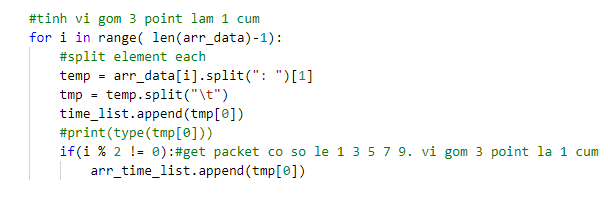 #tinh vi gom 3 point lam 1 cum
for i in range( len(arr_data)-1):
#split element each
temp = arr_data[i].split(": ")[1]
tmp = temp.split("\t")
time_list.append(tmp[0])
#print(type(tmp[0]))
if(i % 2 != 0):#get packet co so le 1 3 5 7 9. vi gom 3 point la 1 cum
arr_time_list.append(tmp[0])